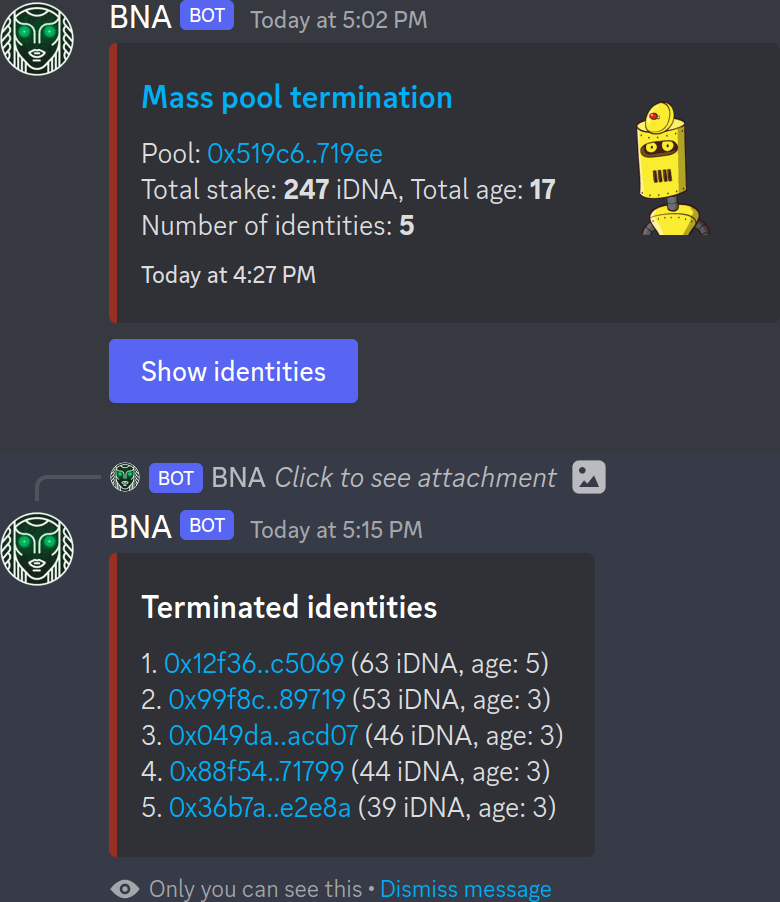 BNA BOT Today at 5:02 PM
Mass pool termination
Pool: 0x519c6..719ee
Total stake: 247 iDNA, Total age: 17
Number of identities: 5
Today at 4:27 PM
Show identities
BOT BNA Click to see attachment
BNA BOT Today at 5:15 PM
Terminated identities
1. 0x12f36..c5069 (63 iDNA, age: 5)
2. 0x99f8c..89719 (53 iDNA, age: 3)
3. 0x049da..acd07 (46 iDNA, age: 3)
4. 0x88f54..71799 (44 iDNA, age: 3)
5. 0x36b7a..e2e8a (39 iDNA, age: 3)
Only you can see this • Dismiss message